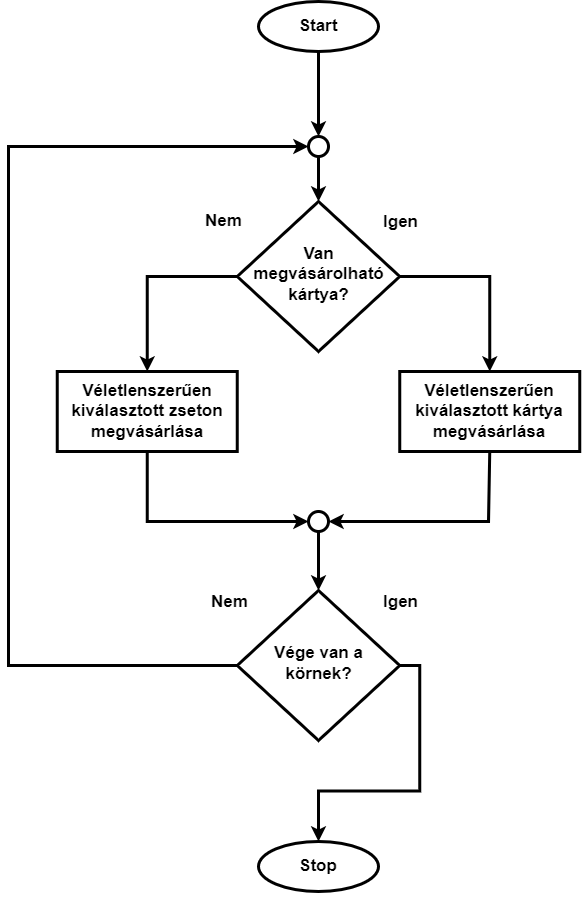 Start
Nem
Igen
Van
megvásárolható
kártya?
Véletlenszerűen
kiválasztott zseton
megvásárlása
Véletlenszerűen
kiválasztott kártya
megvásárlása
Nem
Igen
Vége van a
körnek?
Stop